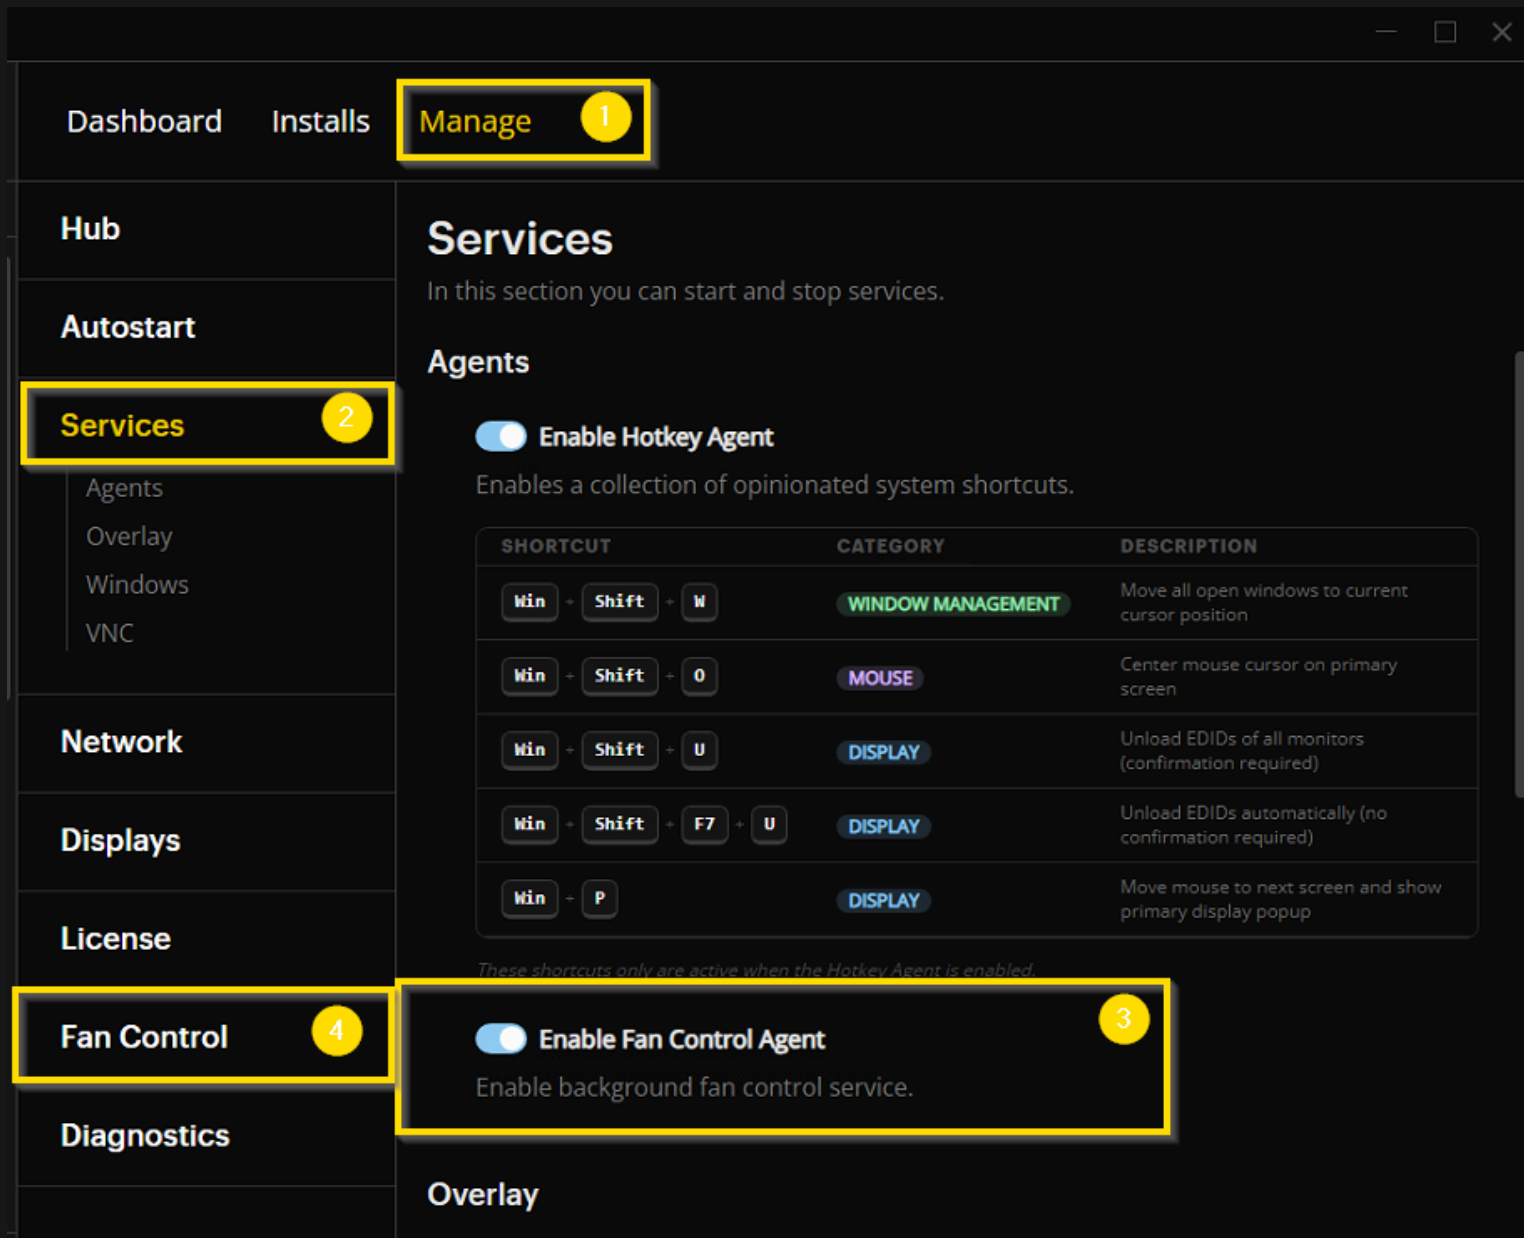 Dashboard Installs Manage 1
Hub
Autostart
Services 2
Agents
Overlay
Windows
VNC
Network
Displays
License
Fan Control 4
Diagnostics
Services
In this section you can start and stop services.
Agents
Enable Hotkey Agent
Enables a collection of opinionated system shortcuts.
SHORTCUT CATEGORY DESCRIPTION
Win + Shift + W WINDOW MANAGEMENT Move all open windows to current
cursor position
Win + Shift + O MOUSE Center mouse cursor on primary
screen
Win + Shift + U DISPLAY Unload EDIDs of all monitors
(confirmation required)
Win + Shift + F7 + U DISPLAY Unload EDIDs automatically (no
confirmation required)
Win + P DISPLAY Move mouse to next screen and show
primary display popup
These shortcuts only are active when the Hotkey Agent is enabled.
Enable Fan Control Agent 3
Enable background fan control service.
Overlay